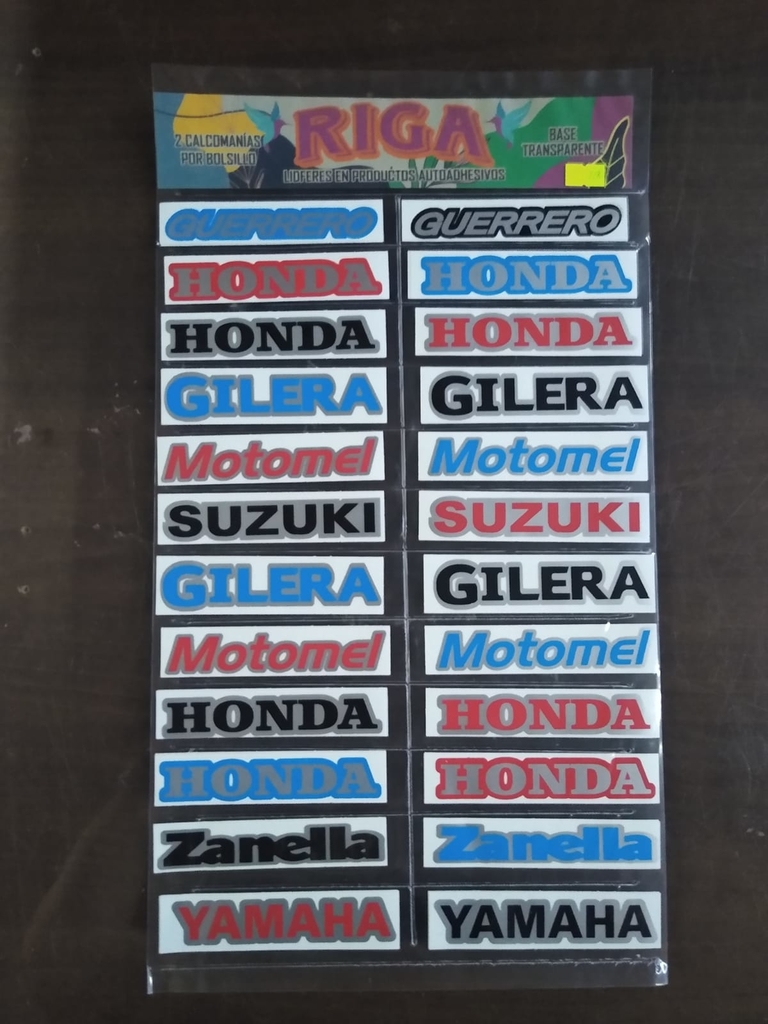 2 CALCOMANÍAS
POR BOLSILLO
RIGA
BASE
TRANSPARENTE
LIDFERES EN PRODUCTOS AUTOADHESIVOS
GUERRERO GUERRERO
HONDA HONDA
HONDA HONDA
GILERA GILERA
Motomel Motomel
SUZUKI SUZUKI
GILERA GILERA
Motomel Motomel
HONDA HONDA
HONDA HONDA
Zanella Zanella
YAMAHA YAMAHA